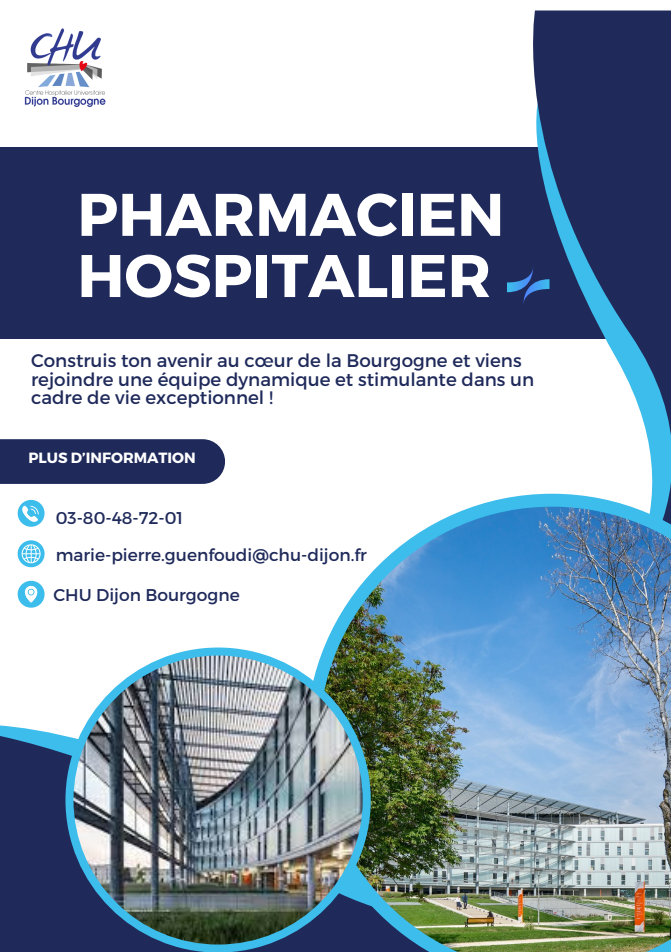 CHU
Centre Hospitalier Universitaire
Dijon Bourgogne
PHARMACIEN
HOSPITALIER
Construis ton avenir au cœur de la Bourgogne et viens
rejoindre une équipe dynamique et stimulante dans un
cadre de vie exceptionnel !
PLUS D'INFORMATION
03-80-48-72-01
marie-pierre.guenfoudi@chu-dijon.fr
CHU Dijon Bourgogne